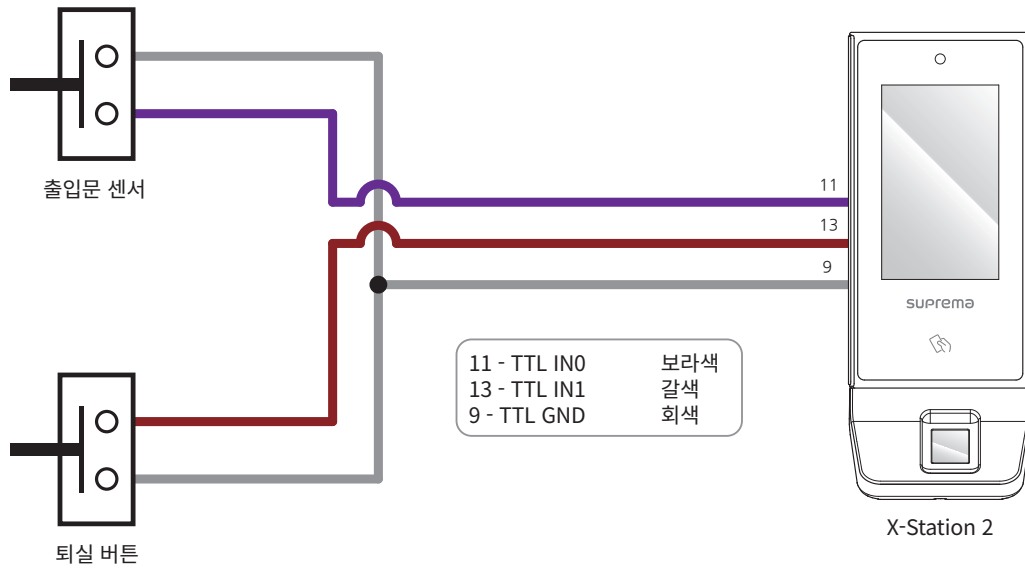 출입문 센서
11
13
9
suprema
11 - TTL IN0 보라색
13 - TTL IN1 갈색
9 - TTL GND 회색
X-Station 2
퇴실 버튼